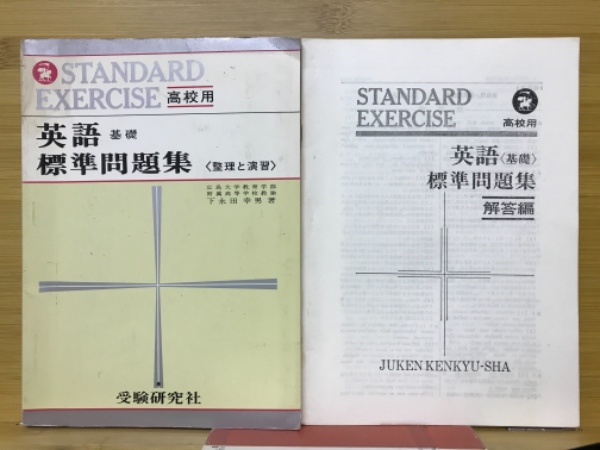 STANDARD
EXERCISE 高校用
英語 基礎
標準問題集 〈整理と演習〉
広島大学教育学部
附属高等学校教諭
下永田幸男著
受験研究社
STANDARD
EXERCISE 高校用
英語〈基礎〉
標準問題集
解答編
JUKEN KENKYU-SHA